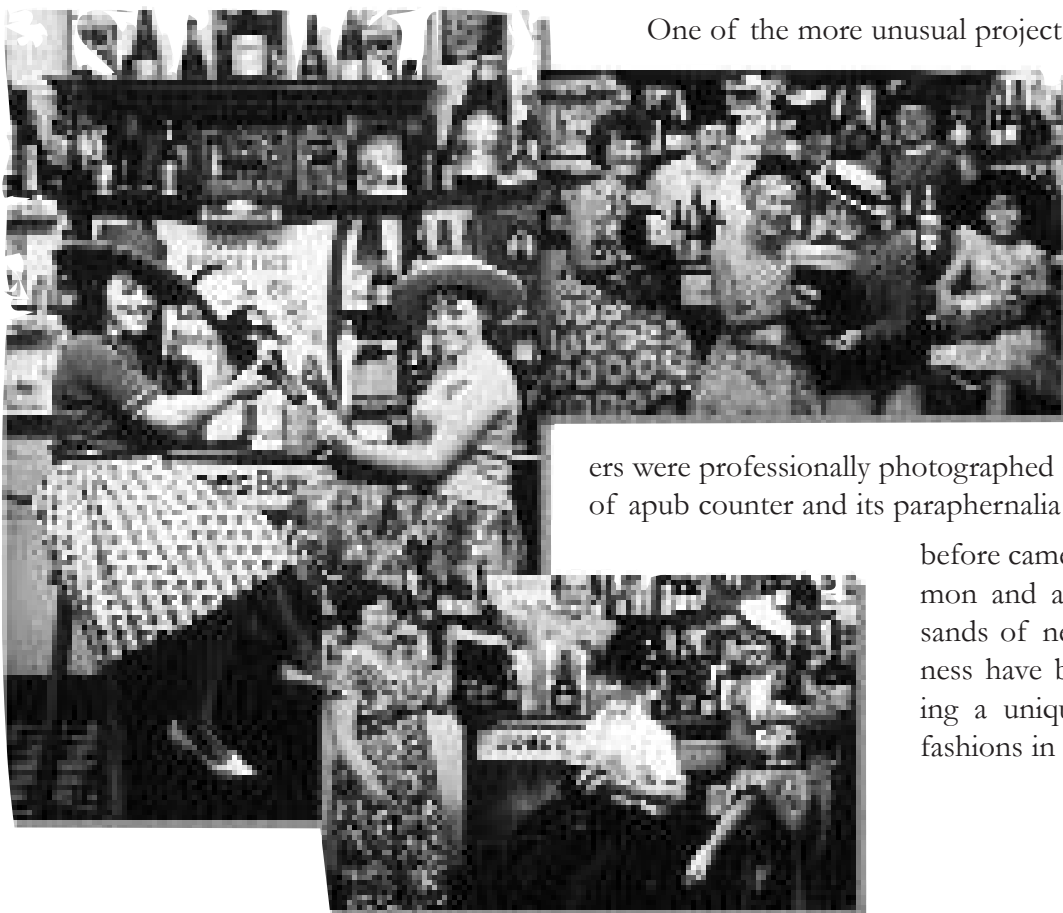 One of the more unusual project
ers were professionally photographed
of apub counter and its paraphernalia
before came
mon and a
sands of ne
ness have b
ing a uniqu
fashions in